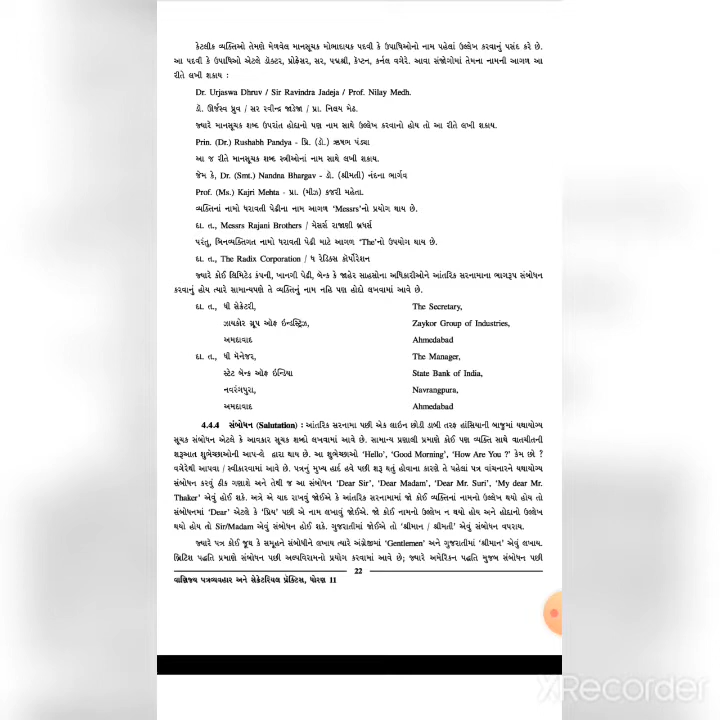 કેટલીક વ્યક્તિઓ તેમણે મેળવેલ માનસૂચક મોભાદાયક પદવી કે ઉપાધિઓનો નામ પહેલાં ઉલ્લેખ કરવાનું પસંદ કરે છે.
આ પદવી કે ઉપાધિઓ એટલે ડૉક્ટર, પ્રોફેસર, સર, પદ્મશ્રી, કૅપ્ટન, કર્નલ વગેરે. આવા સંજોગોમાં તેમના નામની આગળ આ
રીતે લખી શકાય :
Dr. Urjaswa Dhruv / Sir Ravindra Jadeja / Prof. Nilay Medh.
ડૉ. ઊર્જસ્વ ધ્રુવ / સર રવીન્દ્ર જાડેજા / પ્રા. નિલય મેઢ.
જ્યારે માનસૂચક શબ્દ ઉપરાંત હોદ્દાનો પણ નામ સાથે ઉલ્લેખ કરવાનો હોય તો આ રીતે લખી શકાય.
Prin. (Dr.) Rushabh Pandya - પ્રિ. (ડૉ.) ઋષભ પંડ્યા
આ જ રીતે માનસૂચક શબ્દ સ્ત્રીઓનાં નામ સાથે લખી શકાય.
જેમ કે, Dr. (Smt.) Nandna Bhargav - ડૉ. (શ્રીમતી) નંદના ભાર્ગવ
Prof. (Ms.) Kajri Mehta - પ્રા. (મીઝ) કજરી મહેતા.
વ્યક્તિનાં નામો ધરાવતી પેઢીના નામ આગળ ‘Messrs’નો પ્રયોગ થાય છે.
દા. ત., Messrs Rajani Brothers / મેસર્સ રાજાણી બ્રધર્સ
પરંતુ, બિનવ્યક્તિગત નામો ધરાવતી પેઢી માટે આગળ ‘The’નો ઉપયોગ થાય છે.
દા. ત., The Radix Corporation / ધ રેડિક્સ કૉર્પોરેશન
જ્યારે કોઈ લિમિટેડ કંપની, ખાનગી પેઢી, બૅન્ક કે જાહેર સાહસોના અધિકારીઓને આંતરિક સરનામાના ભાગરૂપ સંબોધન
કરવાનું હોય ત્યારે સામાન્યપણે તે વ્યક્તિનું નામ નહિ પણ હોદ્દો લખવામાં આવે છે.
દા. ત., ધી સેક્રેટરી, The Secretary,
ઝાયકોર ગ્રૂપ ઓફ ઇન્ડસ્ટ્રિઝ, Zaykor Group of Industries,
અમદાવાદ Ahmedabad
દા. ત., ધી મૅનેજર, The Manager,
સ્ટેટ બૅન્ક ઓફ ઇન્ડિયા State Bank of India,
નવરંગપુરા, Navrangpura,
અમદાવાદ Ahmedabad
4.4.4 સંબોધન (Salutation) : આંતરિક સરનામા પછી એક લાઇન છોડી ડાબી તરફ હાંસિયાની બાજુમાં યથાયોગ્ય
સૂચક સંબોધન એટલે કે આવકાર સૂચક શબ્દો લખવામાં આવે છે. સામાન્ય પ્રણાલી પ્રમાણે કોઈ પણ વ્યક્તિ સાથે વાતચીતની
શરૂઆત શુભેચ્છાઓની આપ-લે દ્વારા થાય છે. આ શુભેચ્છાઓ ‘Hello’, ‘Good Morning’, ‘How Are You ?’ કેમ છો ?
વગેરેથી આપવા / સ્વીકારવામાં આવે છે. પત્રનું મુખ્ય હાર્દ હવે પછી શરૂ થતું હોવાના કારણે તે પહેલાં પત્ર વાંચનારને યથાયોગ્ય
સંબોધન કરવું ઠીક ગણાશે અને તેથી જ આ સંબોધન ‘Dear Sir’, ‘Dear Madam’, ‘Dear Mr. Suri’, ‘My dear Mr.
Thaker’ એવું હોઈ શકે. અત્રે એ યાદ રાખવું જોઈએ કે આંતરિક સરનામામાં જો કોઈ વ્યક્તિનાં નામનો ઉલ્લેખ થયો હોય તો
સંબોધનમાં ‘Dear’ એટલે કે ‘પ્રિય’ પછી એ નામ લખાવું જોઈએ. જો કોઈ નામનો ઉલ્લેખ ન થયો હોય અને હોદ્દાનો ઉલ્લેખ
થયો હોય તો Sir/Madam એવું સંબોધન હોઈ શકે. ગુજરાતીમાં જોઈએ તો ‘શ્રીમાન / શ્રીમતી’ એવું સંબોધન વપરાય.
જ્યારે પત્ર કોઈ જૂથ કે સમૂહને સંબોધીને લખાય ત્યારે અંગ્રેજીમાં ‘Gentlemen’ અને ગુજરાતીમાં ‘શ્રીમાન’ એવું લખાય.
બ્રિટિશ પદ્ધતિ પ્રમાણે સંબોધન પછી અલ્પવિરામનો પ્રયોગ કરવામાં આવે છે; જ્યારે અમેરિકન પદ્ધતિ મુજબ સંબોધન પછી
22
વાણિજ્ય પત્રવ્યવહાર અને સેક્રેટરિયલ પ્રૅક્ટિસ, ધોરણ 11
XRecorder